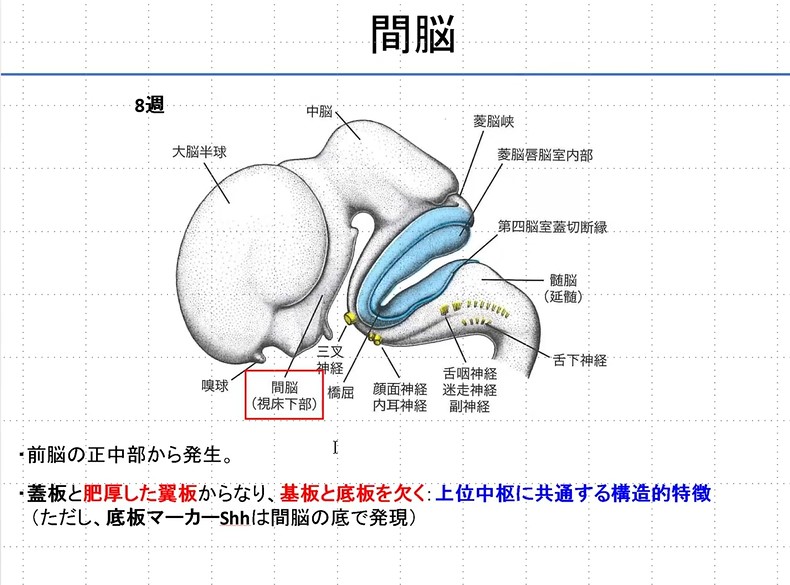 間脳
8週
中脳
菱脳峡
大脳半球
菱脳唇脳室内部
第四脳室蓋切断縁
髄脳
（延髄）
三叉
神経
舌下神経
嗅球
間脳
（視床下部）
橋屈
顔面神経
内耳神経
舌咽神経
迷走神経
副神経
・前脳の正中部から発生。
・蓋板と肥厚した翼板からなり、基板と底板を欠く：上位中枢に共通する構造的特徴
（ただし、底板マーカーShhは間脳の底で発現）